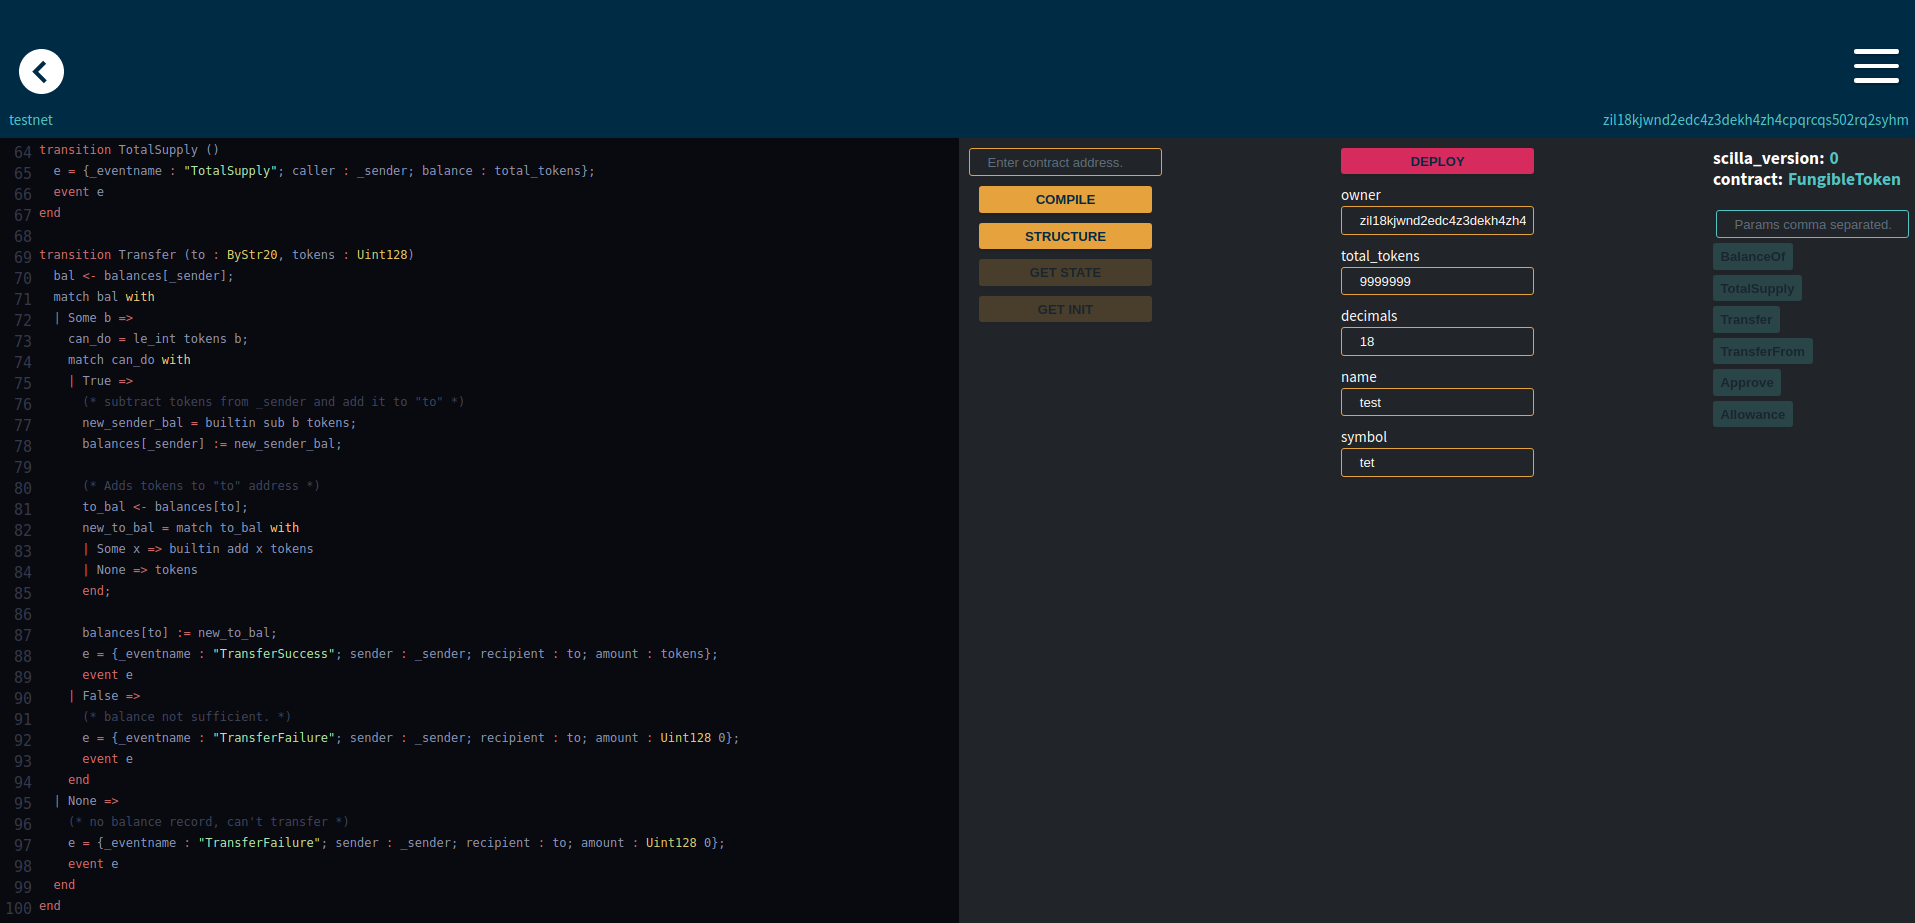 testnet
zil18kjwnd2edc4z3dekh4zh4cpqrcqs502rq2syhm
64 transition TotalSupply ()
65   e = {_eventname : "TotalSupply"; caller : _sender; balance : total_tokens};
66   event e
67 end
68
69 transition Transfer (to : ByStr20, tokens : Uint128)
70   bal <- balances[_sender];
71   match bal with
72   | Some b =>
73     can_do = le_int tokens b;
74     match can_do with
75     | True =>
76       (* subtract tokens from _sender and add it to "to" *)
77       new_sender_bal = builtin sub b tokens;
78       balances[_sender] := new_sender_bal;
79
80       (* Adds tokens to "to" address *)
81       to_bal <- balances[to];
82       new_to_bal = match to_bal with
83       | Some x => builtin add x tokens
84       | None => tokens
85       end;
86
87       balances[to] := new_to_bal;
88       e = {_eventname : "TransferSuccess"; sender : _sender; recipient : to; amount : tokens};
89       event e
90     | False =>
91       (* balance not sufficient. *)
92       e = {_eventname : "TransferFailure"; sender : _sender; recipient : to; amount : Uint128 0};
93       event e
94     end
95   | None =>
96     (* no balance record, can't transfer *)
97     e = {_eventname : "TransferFailure"; sender : _sender; recipient : to; amount : Uint128 0};
98     event e
99   end
100 end
Enter contract address.
COMPILE
STRUCTURE
GET STATE
GET INIT
DEPLOY
owner
zil18kjwnd2edc4z3dekh4zh4
total_tokens
9999999
decimals
18
name
test
symbol
tet
scilla_version: 0
contract: FungibleToken
Params comma separated.
BalanceOf
TotalSupply
Transfer
TransferFrom
Approve
Allowance